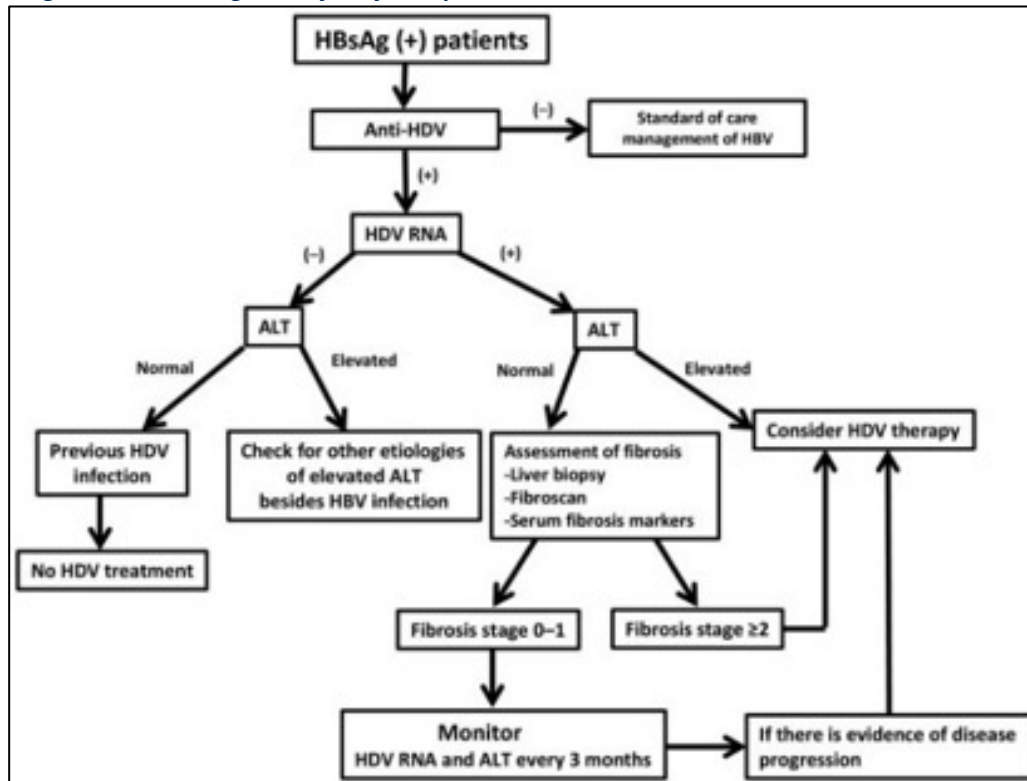 HBsAg (+) patients
Anti-HDV
(–)
Standard of care
management of HBV
(+)
HDV RNA
(–)
(+)
ALT
ALT
Normal
Elevated
Normal
Elevated
Previous HDV
infection
Check for other etiologies
of elevated ALT
besides HBV infection
Assessment of fibrosis
-Liver biopsy
-Fibroscan
-Serum fibrosis markers
Consider HDV therapy
No HDV treatment
Fibrosis stage 0–1
Fibrosis stage ≥2
Monitor
HDV RNA and ALT every 3 months
If there is evidence of disease
progression